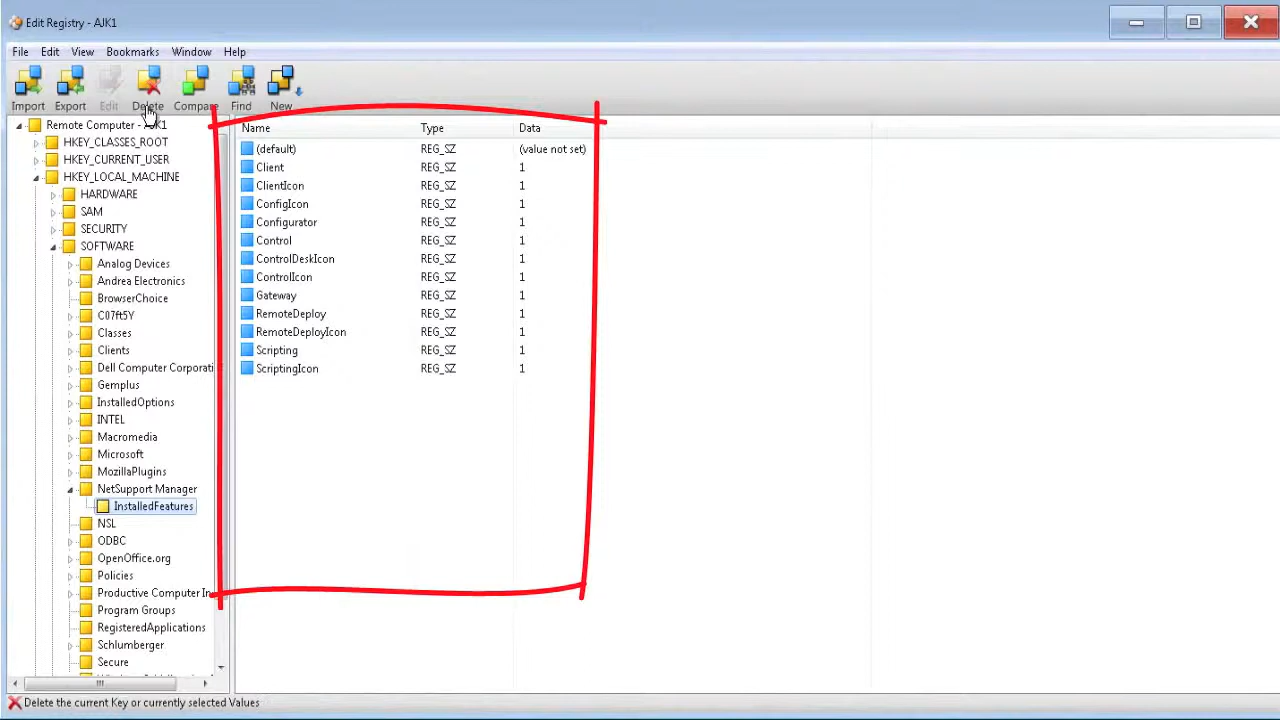 Edit Registry - AJK1
File Edit View Bookmarks Window Help
Import Export Edit Delete Compare Find New
Remote Computer - AJK1
HKEY_CLASSES_ROOT
HKEY_CURRENT_USER
HKEY_LOCAL_MACHINE
HARDWARE
SAM
SECURITY
SOFTWARE
Analog Devices
Andrea Electronics
BrowserChoice
C07ft5Y
Classes
Clients
Dell Computer Corporati
Gemplus
InstalledOptions
INTEL
Macromedia
Microsoft
MozillaPlugins
NetSupport Manager
InstalledFeatures
NSL
ODBC
OpenOffice.org
Policies
Productive Computer In
Program Groups
RegisteredApplications
Schlumberger
Secure
Name Type Data
(default) REG_SZ (value not set)
Client REG_SZ 1
ClientIcon REG_SZ 1
ConfigIcon REG_SZ 1
Configurator REG_SZ 1
Control REG_SZ 1
ControlDeskIcon REG_SZ 1
ControlIcon REG_SZ 1
Gateway REG_SZ 1
RemoteDeploy REG_SZ 1
RemoteDeployIcon REG_SZ 1
Scripting REG_SZ 1
ScriptingIcon REG_SZ 1
Delete the current Key or currently selected Values